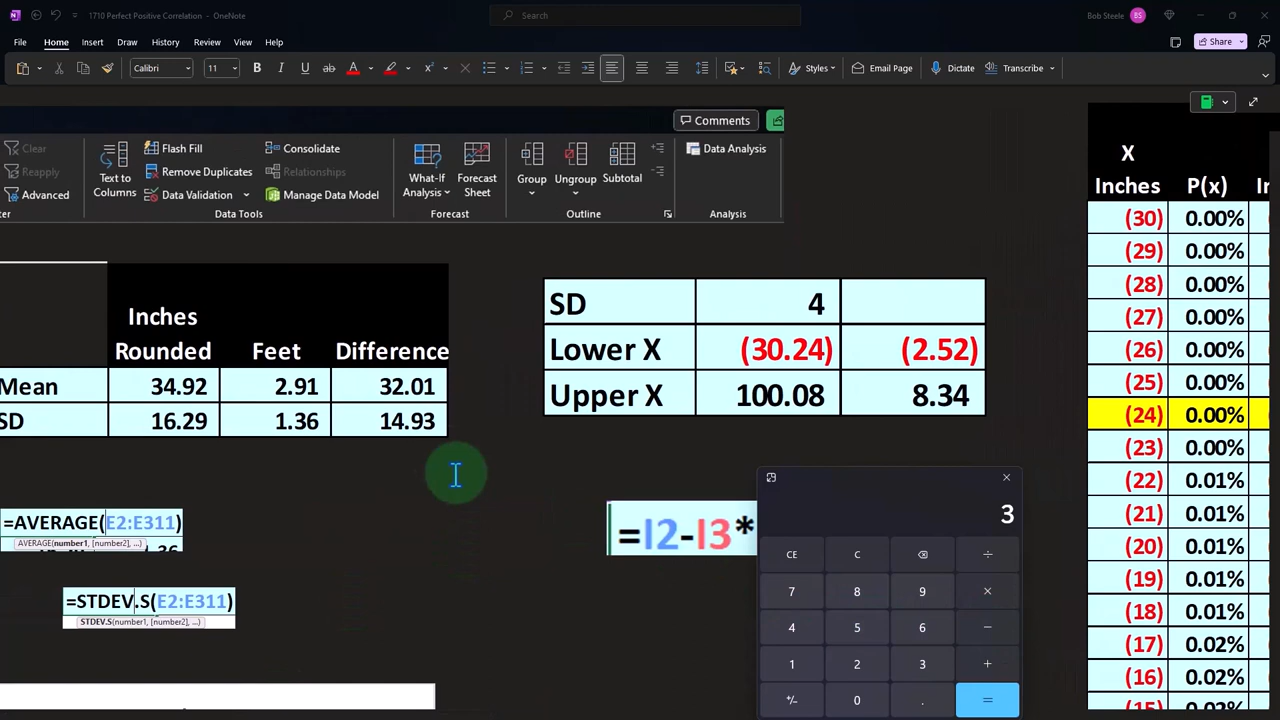 1710 Perfect Positive Correlation - OneNote
Search
Bob Steele
BS
File Home Insert Draw History Review View Help
Share
Calibri 11 B I U ab A x Styles Email Page Dictate Transcribe
Comments
Clear
Reapply
Advanced
Text to Columns
Flash Fill
Remove Duplicates
Data Validation
Consolidate
Relationships
Manage Data Model
Data Tools
What-If Analysis
Forecast Sheet
Forecast
Group
Ungroup
Subtotal
Outline
Data Analysis
Analysis
Inches
Rounded Feet Difference
Mean 34.92 2.91 32.01
SD 16.29 1.36 14.93
SD 4
Lower X (30.24) (2.52)
Upper X 100.08 8.34
=AVERAGE(E2:E311)
AVERAGE(number1, [number2], ...)
=STDEV.S(E2:E311)
STDEV.S(number1, [number2], ...)
=I2-I3*
3
CE C ÷
7 8 9 ×
4 5 6 −
1 2 3 +
+/- 0 . =
X
Inches P(x)
(30) 0.00%
(29) 0.00%
(28) 0.00%
(27) 0.00%
(26) 0.00%
(25) 0.00%
(24) 0.00%
(23) 0.00%
(22) 0.01%
(21) 0.01%
(20) 0.01%
(19) 0.01%
(18) 0.01%
(17) 0.02%
(16) 0.02%